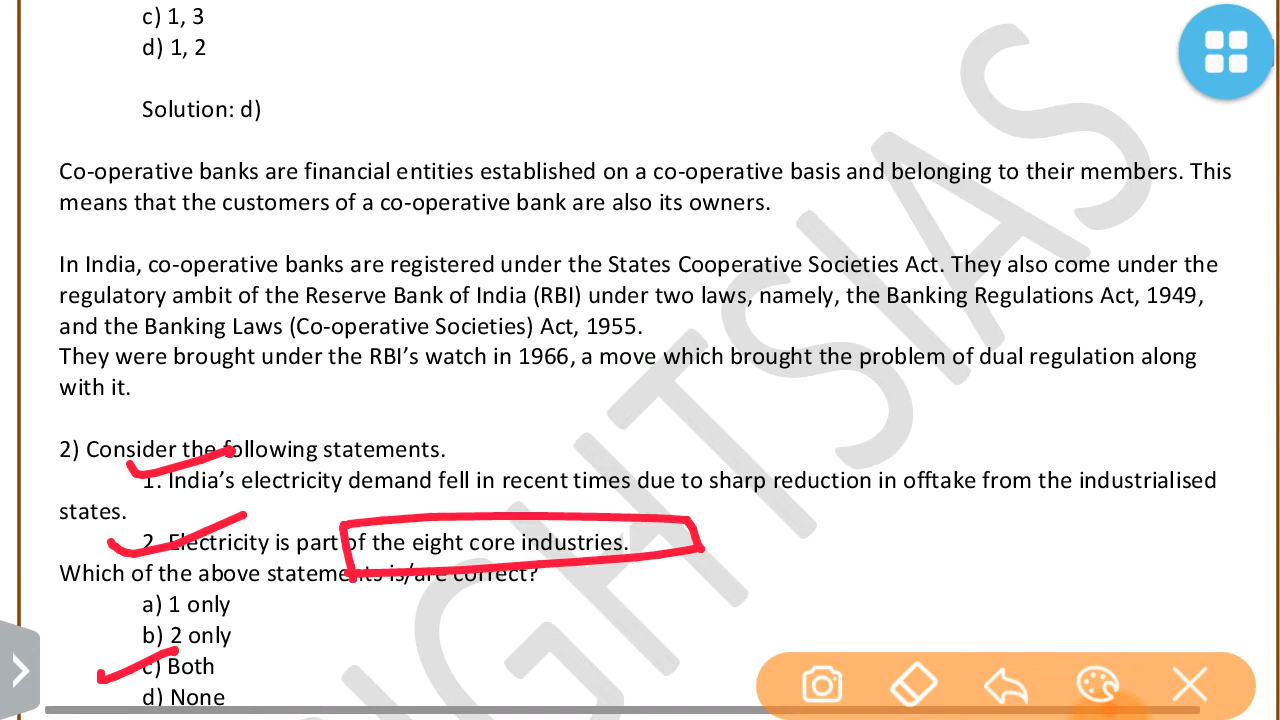 c) 1, 3
d) 1, 2
Solution: d)
Co-operative banks are financial entities established on a co-operative basis and belonging to their members. This
means that the customers of a co-operative bank are also its owners.
In India, co-operative banks are registered under the States Cooperative Societies Act. They also come under the
regulatory ambit of the Reserve Bank of India (RBI) under two laws, namely, the Banking Regulations Act, 1949,
and the Banking Laws (Co-operative Societies) Act, 1955.
They were brought under the RBI’s watch in 1966, a move which brought the problem of dual regulation along
with it.
2) Consider the following statements.
1. India’s electricity demand fell in recent times due to sharp reduction in offtake from the industrialised
states.
2. Electricity is part of the eight core industries.
Which of the above statements is/are correct?
a) 1 only
b) 2 only
c) Both
d) None
IGHTSIAS